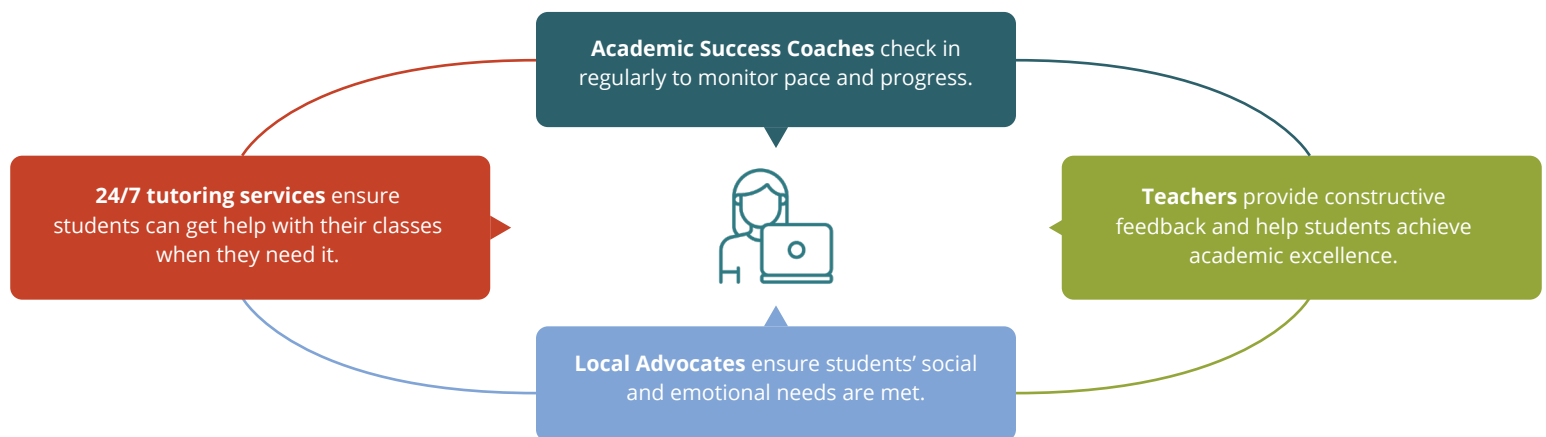 Academic Success Coaches check in
regularly to monitor pace and progress.
24/7 tutoring services ensure
students can get help with their classes
when they need it.
Teachers provide constructive
feedback and help students achieve
academic excellence.
Local Advocates ensure students’ social
and emotional needs are met.